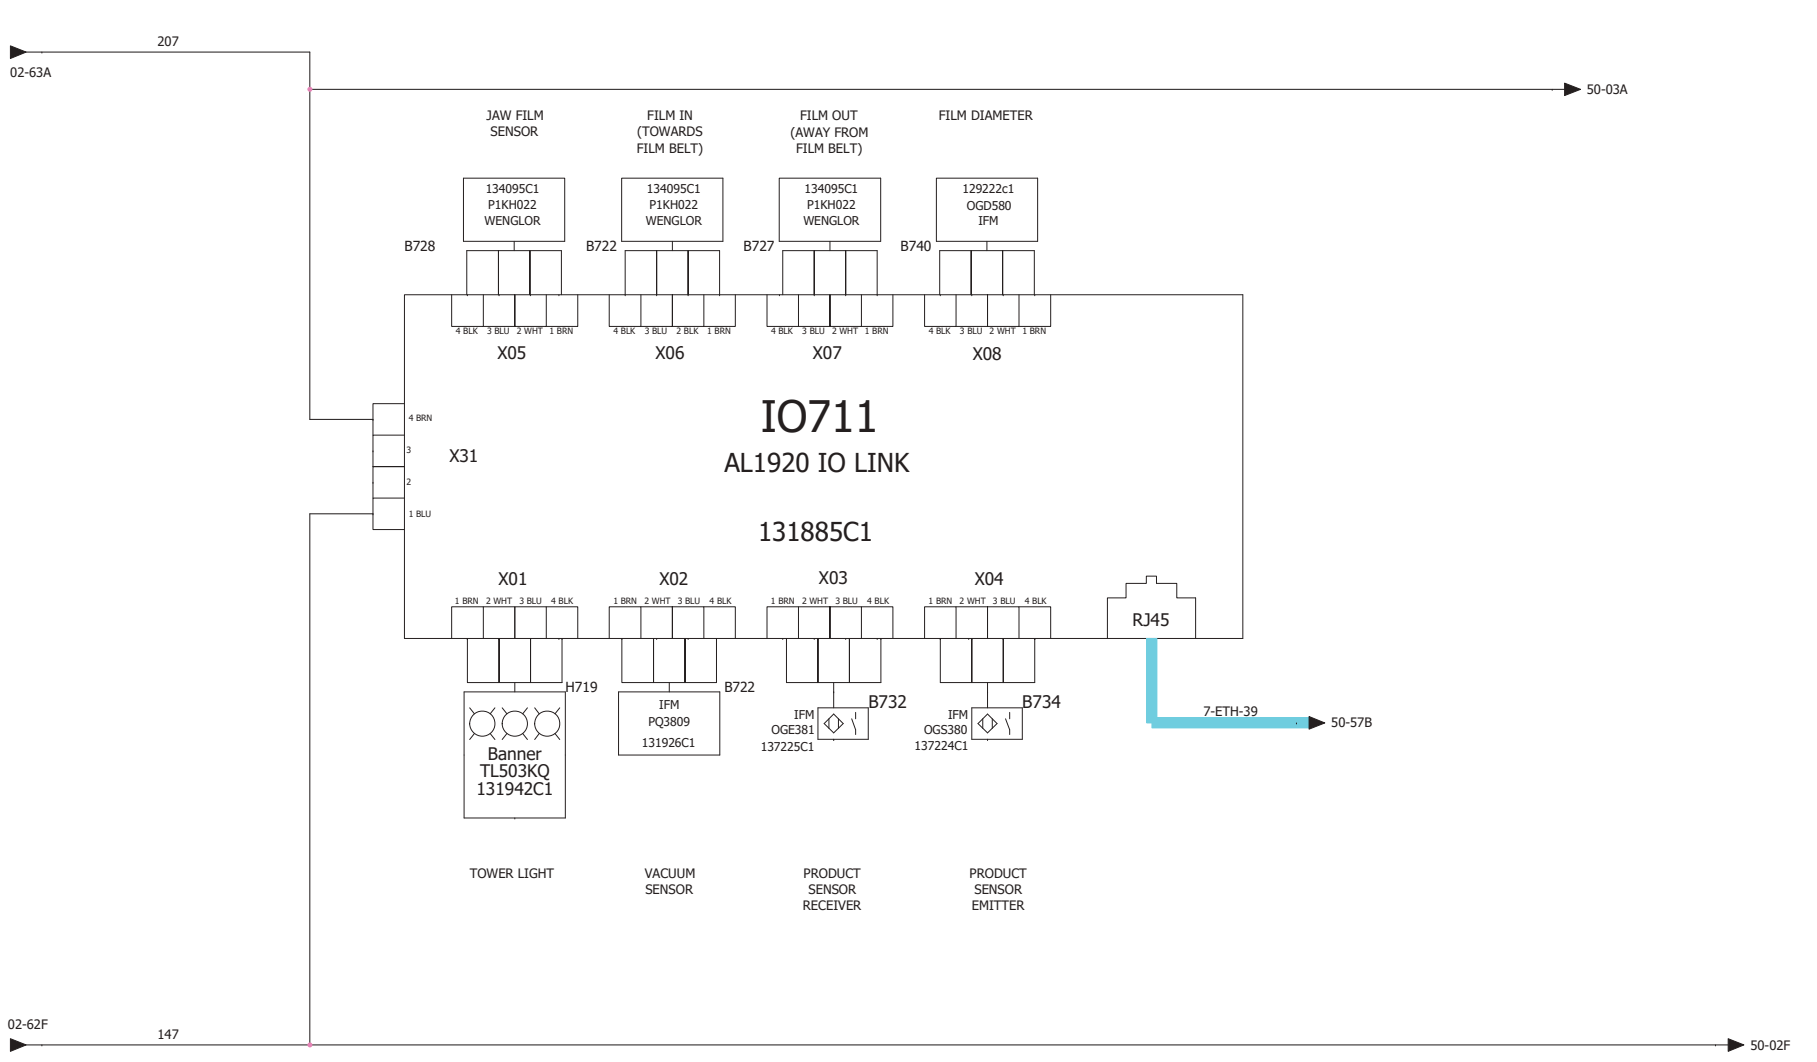 207
02-63A
50-03A
JAW FILM
SENSOR
FILM IN
(TOWARDS
FILM BELT)
FILM OUT
(AWAY FROM
FILM BELT)
FILM DIAMETER
134095C1
P1KH022
WENGLOR
134095C1
P1KH022
WENGLOR
134095C1
P1KH022
WENGLOR
129222c1
OGD580
IFM
B728
B722
B727
B740
4 BLK 3 BLU 2 WHT 1 BRN
4 BLK 3 BLU 2 BLK 1 BRN
4 BLK 3 BLU 2 WHT 1 BRN
4 BLK 3 BLU 2 WHT 1 BRN
X05
X06
X07
X08
IO711
AL1920 IO LINK
131885C1
4 BRN
3
2
1 BLU
X31
X01
X02
X03
X04
1 BRN 2 WHT 3 BLU 4 BLK
1 BRN 2 WHT 3 BLU 4 BLK
1 BRN 2 WHT 3 BLU 4 BLK
1 BRN 2 WHT 3 BLU 4 BLK
RJ45
H719
Banner
TL503KQ
131942C1
B722
IFM
PQ3809
131926C1
B732
IFM
OGE381
137225C1
B734
IFM
OGS380
137224C1
7-ETH-39
50-57B
TOWER LIGHT
VACUUM
SENSOR
PRODUCT
SENSOR
RECEIVER
PRODUCT
SENSOR
EMITTER
02-62F
147
50-02F